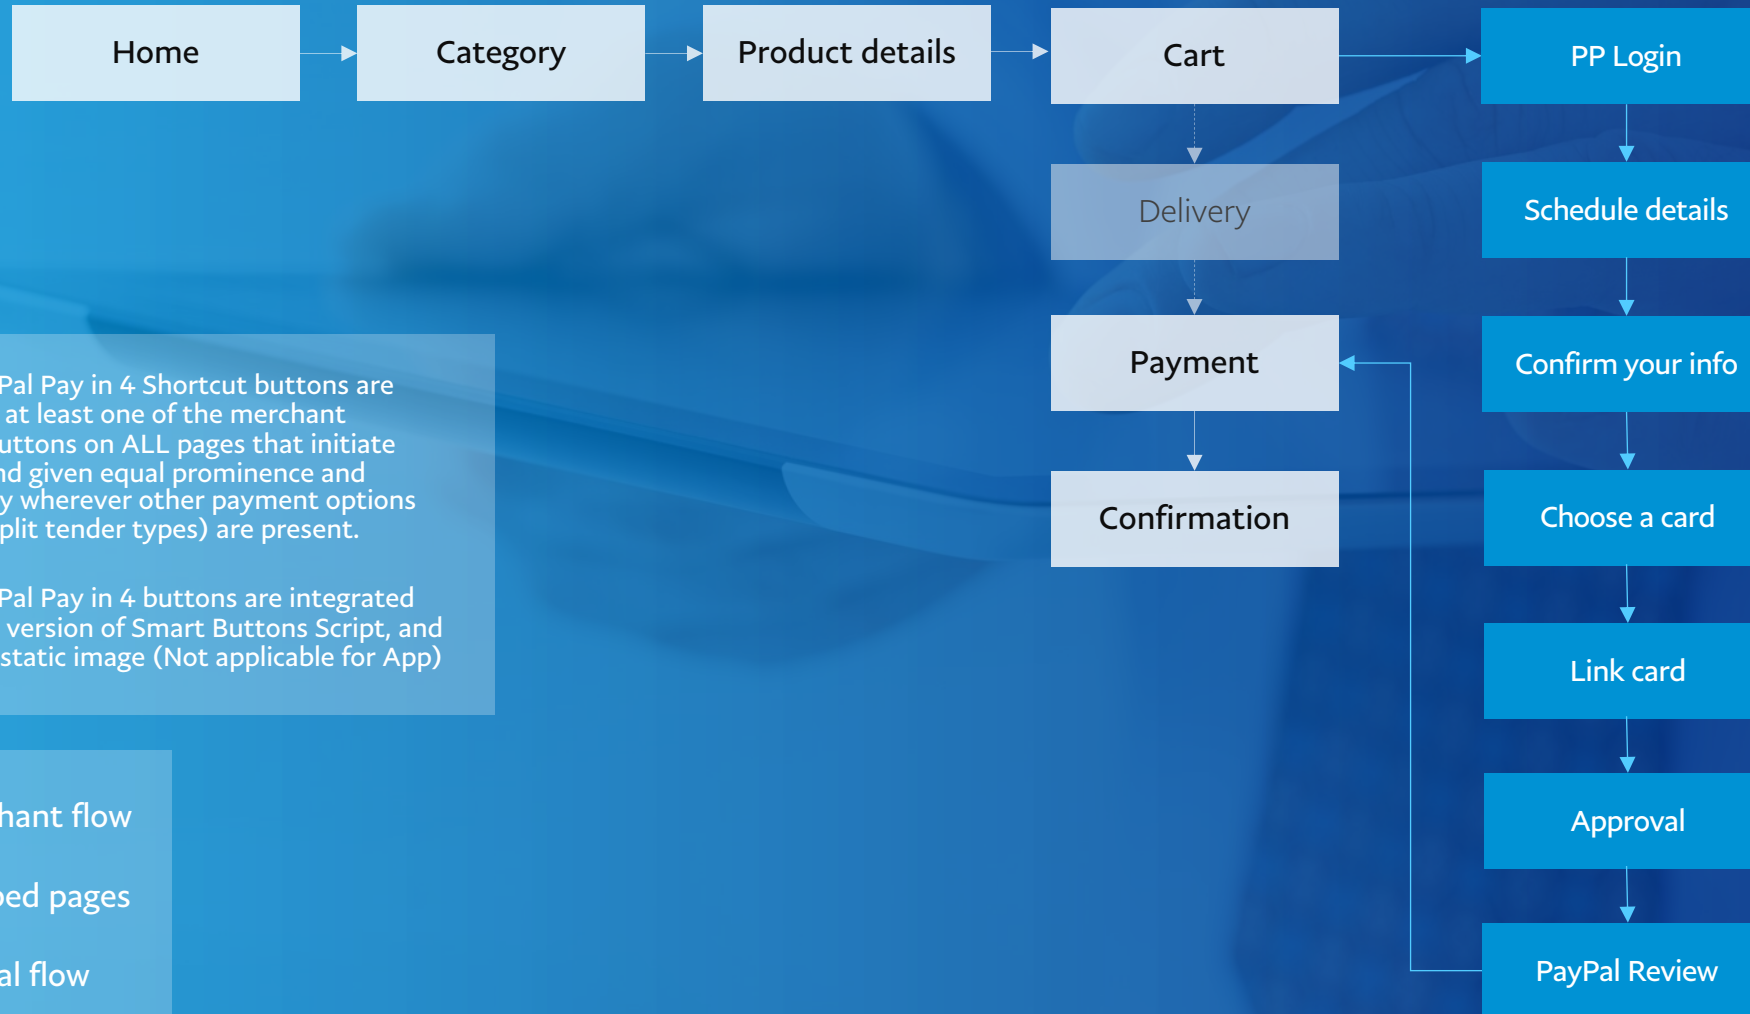 Home
Category
Product details
Cart
PP Login
Delivery
Schedule details
Payment
Confirm your info
Pal Pay in 4 Shortcut buttons are
at least one of the merchant
uttons on ALL pages that initiate
nd given equal prominence and
y wherever other payment options
plit tender types) are present.
Confirmation
Choose a card
Pal Pay in 4 buttons are integrated
version of Smart Buttons Script, and
static image (Not applicable for App)
Link card
hant flow
Approval
ped pages
al flow
PayPal Review